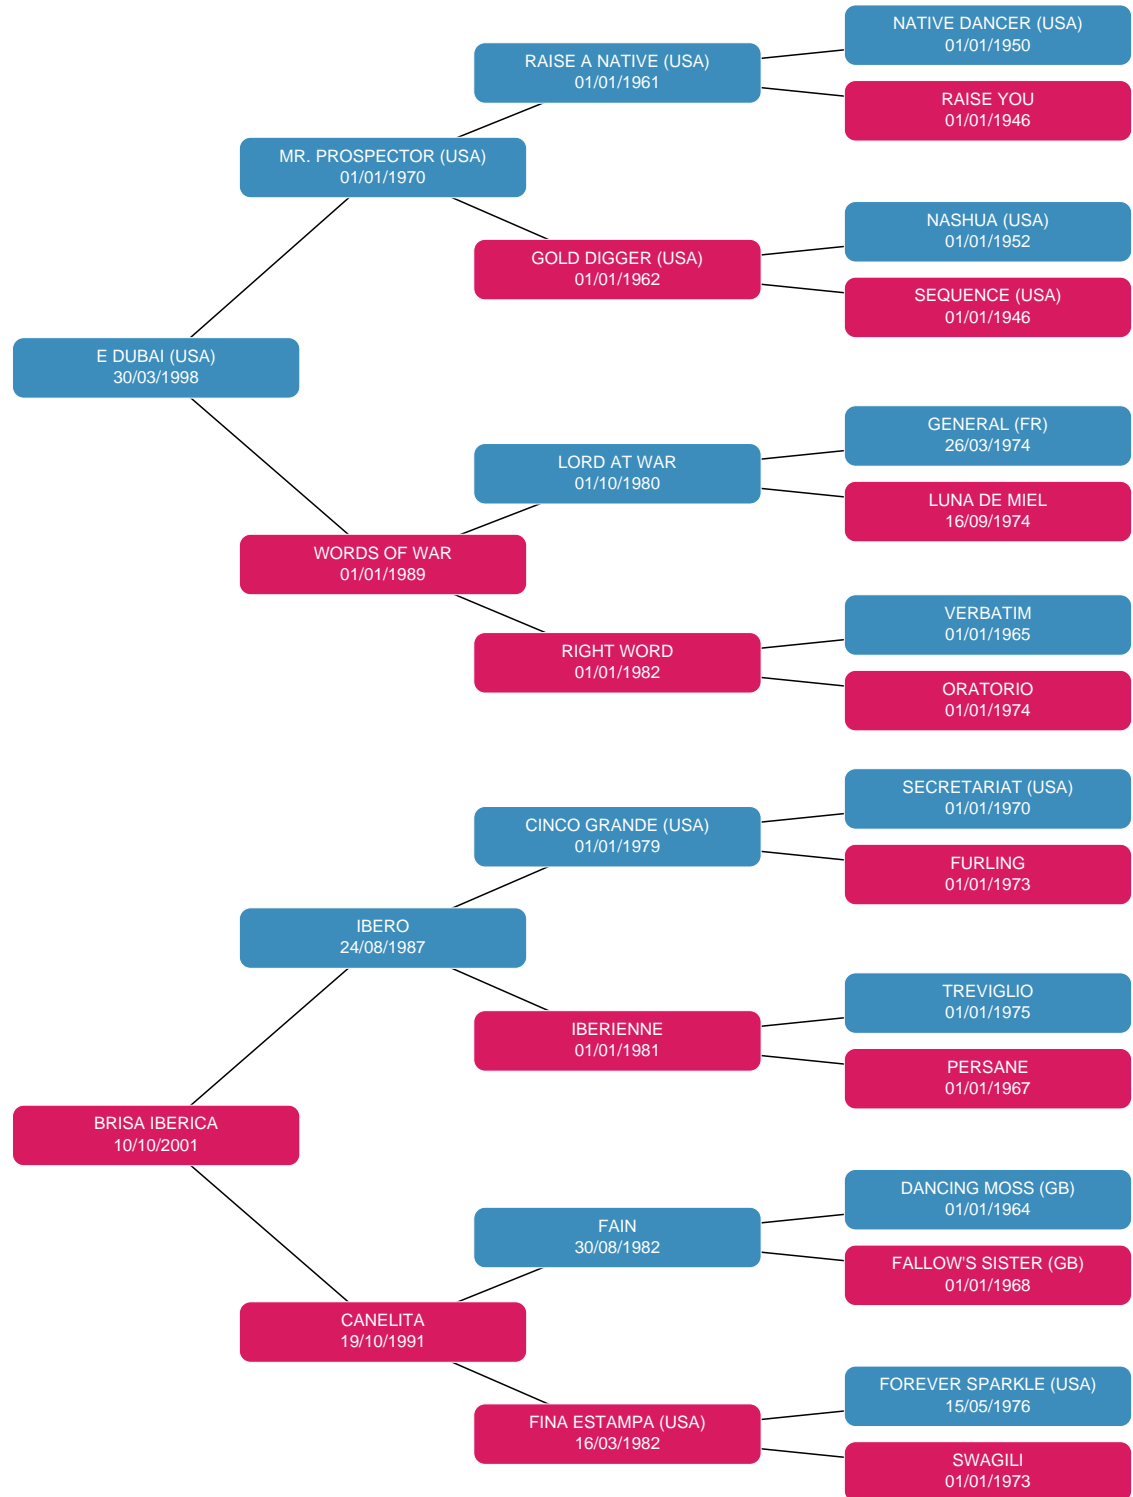 NATIVE DANCER (USA)
01/01/1950
RAISE A NATIVE (USA)
01/01/1961
RAISE YOU
01/01/1946
MR. PROSPECTOR (USA)
01/01/1970
NASHUA (USA)
01/01/1952
GOLD DIGGER (USA)
01/01/1962
SEQUENCE (USA)
01/01/1946
E DUBAI (USA)
30/03/1998
GENERAL (FR)
26/03/1974
LORD AT WAR
01/10/1980
LUNA DE MIEL
16/09/1974
WORDS OF WAR
01/01/1989
VERBATIM
01/01/1965
RIGHT WORD
01/01/1982
ORATORIO
01/01/1974
SECRETARIAT (USA)
01/01/1970
CINCO GRANDE (USA)
01/01/1979
FURLING
01/01/1973
IBERO
24/08/1987
TREVIGLIO
01/01/1975
IBERIENNE
01/01/1981
PERSANE
01/01/1967
BRISA IBERICA
10/10/2001
DANCING MOSS (GB)
01/01/1964
FAIN
30/08/1982
FALLOW'S SISTER (GB)
01/01/1968
CANELITA
19/10/1991
FOREVER SPARKLE (USA)
15/05/1976
FINA ESTAMPA (USA)
16/03/1982
SWAGILI
01/01/1973